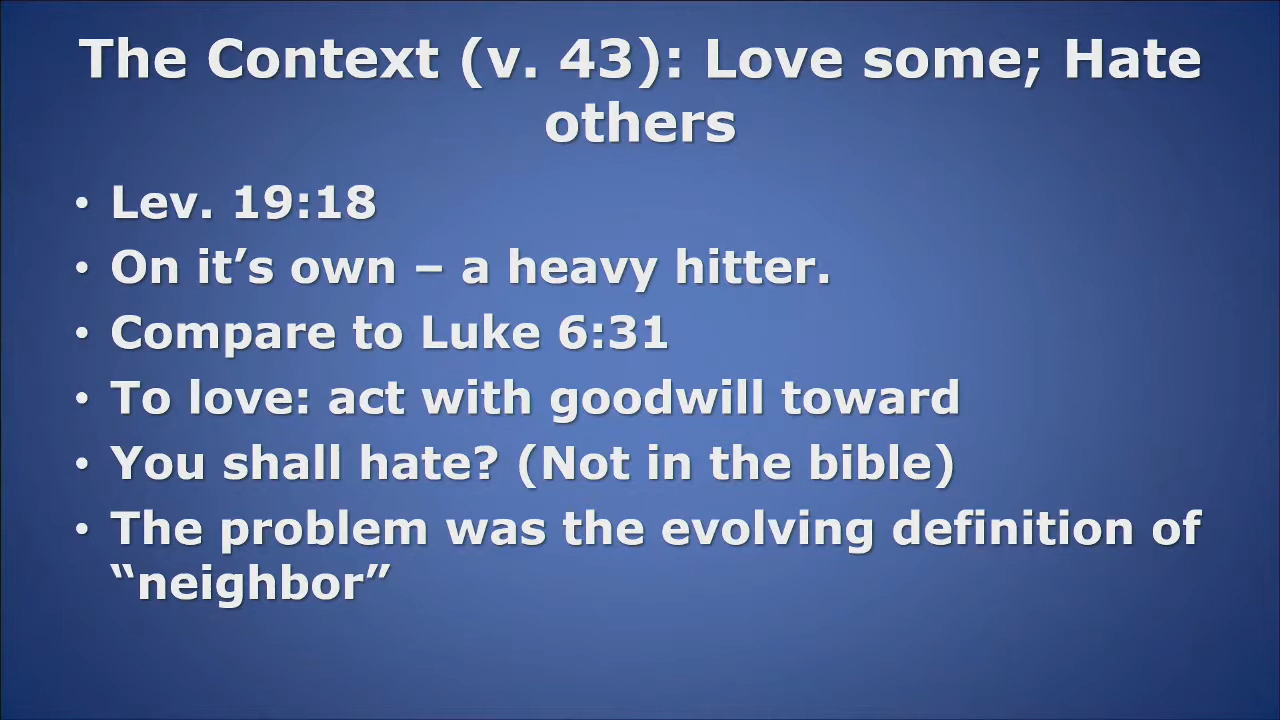 The Context (v. 43): Love some; Hate
others
• Lev. 19:18
• On it’s own – a heavy hitter.
• Compare to Luke 6:31
• To love: act with goodwill toward
• You shall hate? (Not in the bible)
• The problem was the evolving definition of
“neighbor”